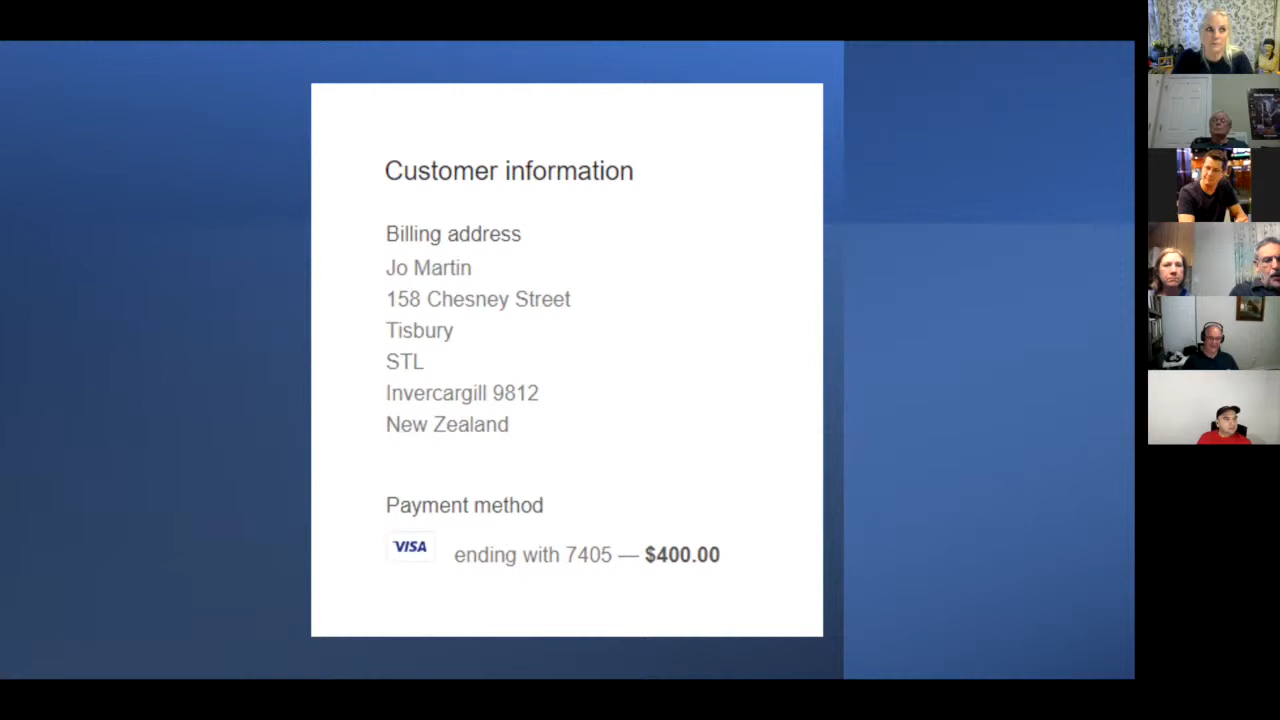 Customer information
Billing address
Jo Martin
158 Chesney Street
Tisbury
STL
Invercargill 9812
New Zealand
Payment method
VISA ending with 7405 — $400.00